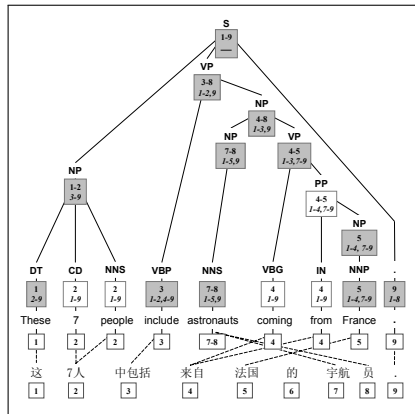 S
1-9
—
VP
3-8
1-2,9
NP
4-8
1-3,9
NP VP
7-8 4-5
1-5,9 1-3,7-9
PP
NP 4-5
1-2 1-4,7-9
3-9 NP
5
1-4, 7-9
DT CD NNS VBP NNS VBG IN NNP .
1 2 2 3 7-8 4 4 5 9
2-9 1-9 1-9 1-2,4-9 1-5,9 1-9 1-9 1-4,7-9 1-8
These 7 people include astronauts coming from France .
1 2 2 3 7-8 4 4 5 9
这 7人 中包括 来自 法国 的 宇航 员 .
1 2 3 4 5 6 7 8 9